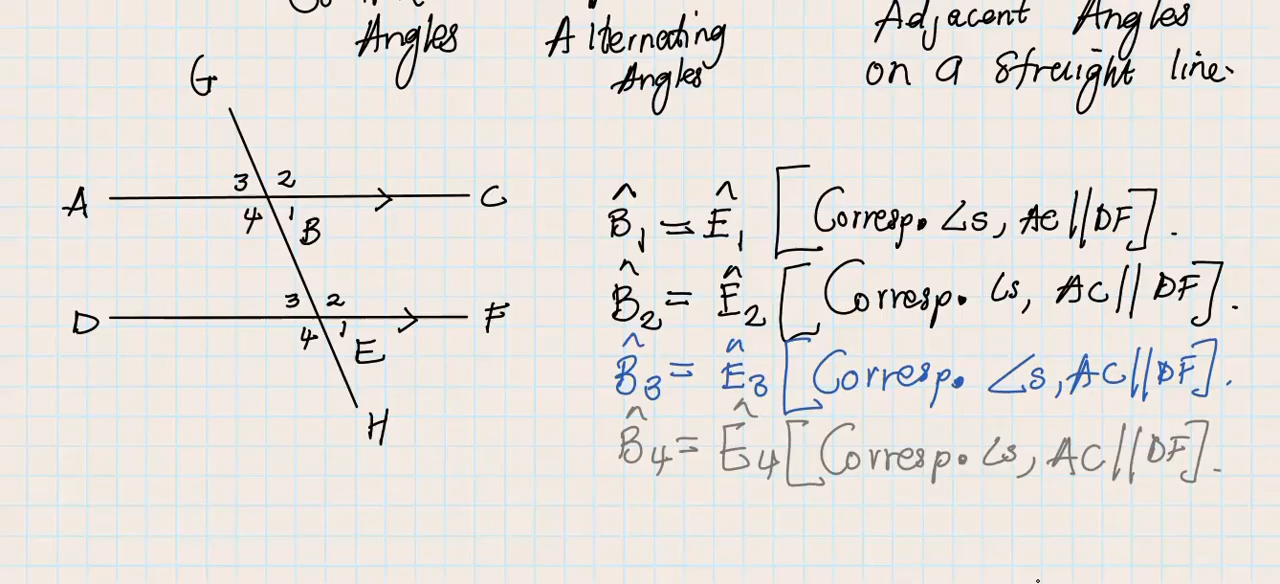 Angles
Alternating
Angles
Adjacent Angles
on a straight line.
G
3 2
A C
4 1 B
3 2
D F
4 1 E
H
B̂₁ = Ê₁ [Corresp. ∠s, AC||DF].
B̂₂ = Ê₂ [Corresp. ∠s, AC||DF].
B̂₃ = Ê₃ [Corresp. ∠s, AC||DF].
B̂₄ = Ê₄ [Corresp. ∠s, AC||DF].